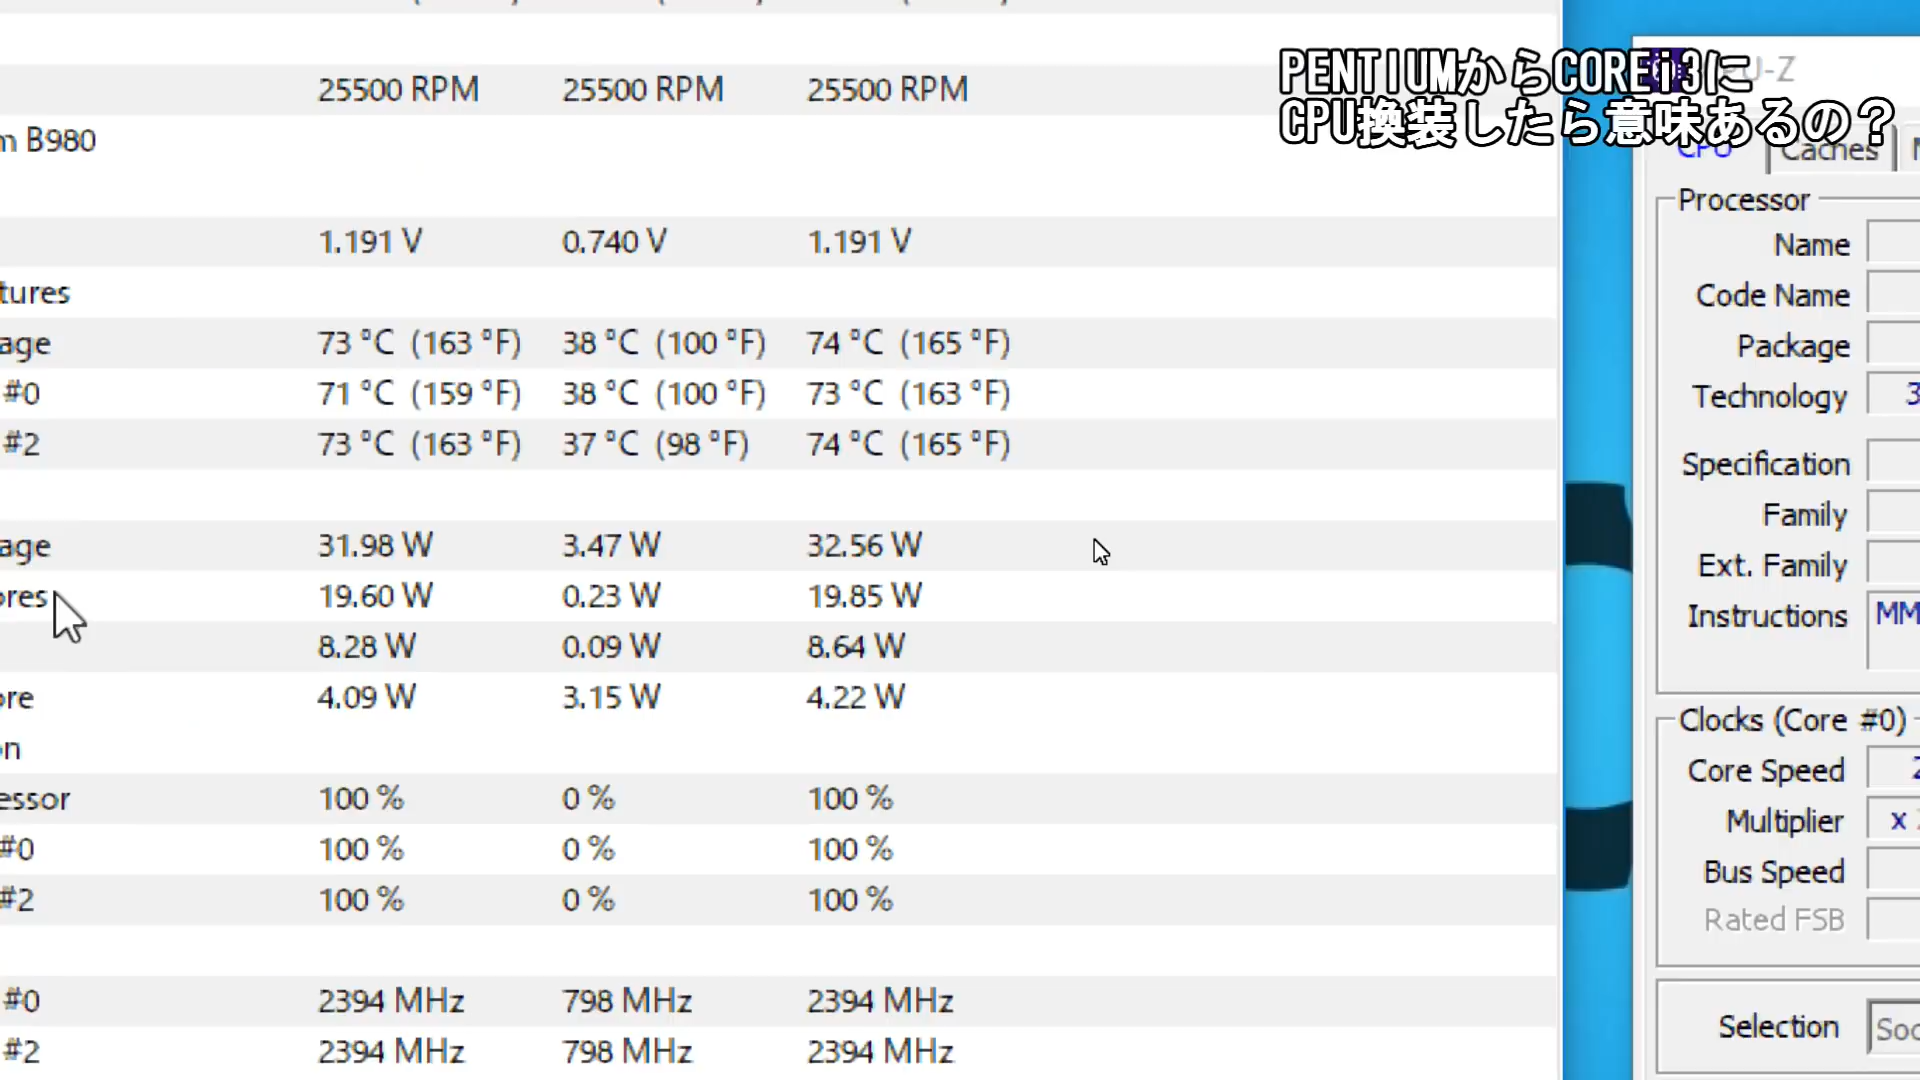 25500 RPM 25500 RPM 25500 RPM
m B980
1.191 V 0.740 V 1.191 V
tures
age 73 °C (163 °F) 38 °C (100 °F) 74 °C (165 °F)
#0 71 °C (159 °F) 38 °C (100 °F) 73 °C (163 °F)
#2 73 °C (163 °F) 37 °C (98 °F) 74 °C (165 °F)
age 31.98 W 3.47 W 32.56 W
ores 19.60 W 0.23 W 19.85 W
8.28 W 0.09 W 8.64 W
ore 4.09 W 3.15 W 4.22 W
on
essor 100 % 0 % 100 %
#0 100 % 0 % 100 %
#2 100 % 0 % 100 %
#0 2394 MHz 798 MHz 2394 MHz
#2 2394 MHz 798 MHz 2394 MHz
PENTIUMからCOREi3に
CPU換装したら意味あるの？
U-Z
CPU Caches
Processor
Name
Code Name
Package
Technology 3
Specification
Family
Ext. Family
Instructions MM
Clocks (Core #0)
Core Speed 2
Multiplier x
Bus Speed
Rated FSB
Selection Soc